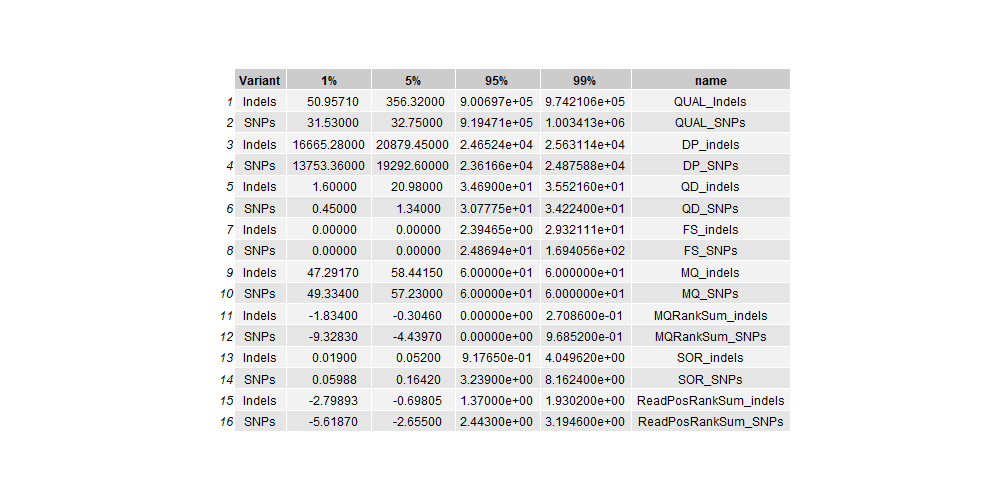 Variant 1% 5% 95% 99% name
1 Indels 50.95710 356.32000 9.00697e+05 9.742106e+05 QUAL_Indels
2 SNPs 31.53000 32.75000 9.19471e+05 1.003413e+06 QUAL_SNPs
3 Indels 16665.28000 20879.45000 2.46524e+04 2.563114e+04 DP_indels
4 SNPs 13753.36000 19292.60000 2.36166e+04 2.487588e+04 DP_SNPs
5 Indels 1.60000 20.98000 3.46900e+01 3.552160e+01 QD_indels
6 SNPs 0.45000 1.34000 3.07775e+01 3.422400e+01 QD_SNPs
7 Indels 0.00000 0.00000 2.39465e+00 2.932111e+01 FS_indels
8 SNPs 0.00000 0.00000 2.48694e+01 1.694056e+02 FS_SNPs
9 Indels 47.29170 58.44150 6.00000e+01 6.000000e+01 MQ_indels
10 SNPs 49.33400 57.23000 6.00000e+01 6.000000e+01 MQ_SNPs
11 Indels -1.83400 -0.30460 0.00000e+00 2.708600e-01 MQRankSum_indels
12 SNPs -9.32830 -4.43970 0.00000e+00 9.685200e-01 MQRankSum_SNPs
13 Indels 0.01900 0.05200 9.17650e-01 4.049620e+00 SOR_indels
14 SNPs 0.05988 0.16420 3.23900e+00 8.162400e+00 SOR_SNPs
15 Indels -2.79893 -0.69805 1.37000e+00 1.930200e+00 ReadPosRankSum_indels
16 SNPs -5.61870 -2.65500 2.44300e+00 3.194600e+00 ReadPosRankSum_SNPs